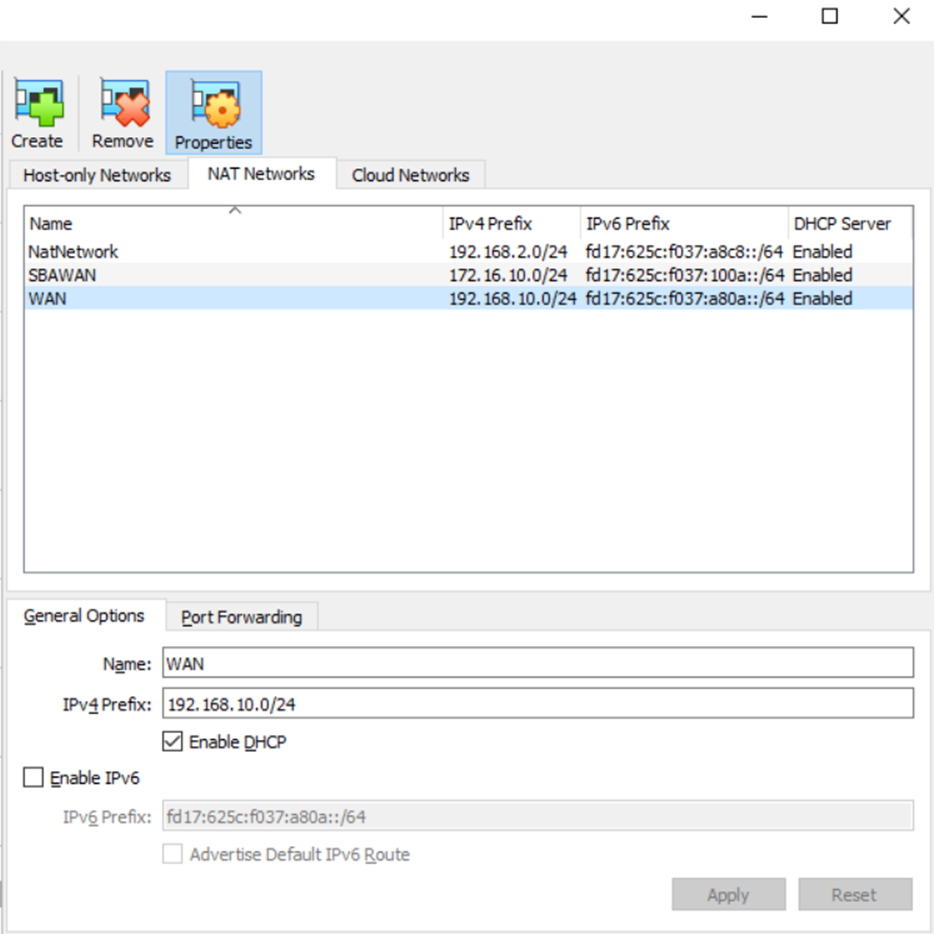 Create Remove Properties
Host-only Networks NAT Networks Cloud Networks
Name IPv4 Prefix IPv6 Prefix DHCP Server
NatNetwork 192.168.2.0/24 fd17:625c:f037:a8c8::/64 Enabled
SBAWAN 172.16.10.0/24 fd17:625c:f037:100a::/64 Enabled
WAN 192.168.10.0/24 fd17:625c:f037:a80a::/64 Enabled
General Options Port Forwarding
Name: WAN
IPv4 Prefix: 192.168.10.0/24
Enable DHCP
Enable IPv6
IPv6 Prefix: fd17:625c:f037:a80a::/64
Advertise Default IPv6 Route
Apply Reset